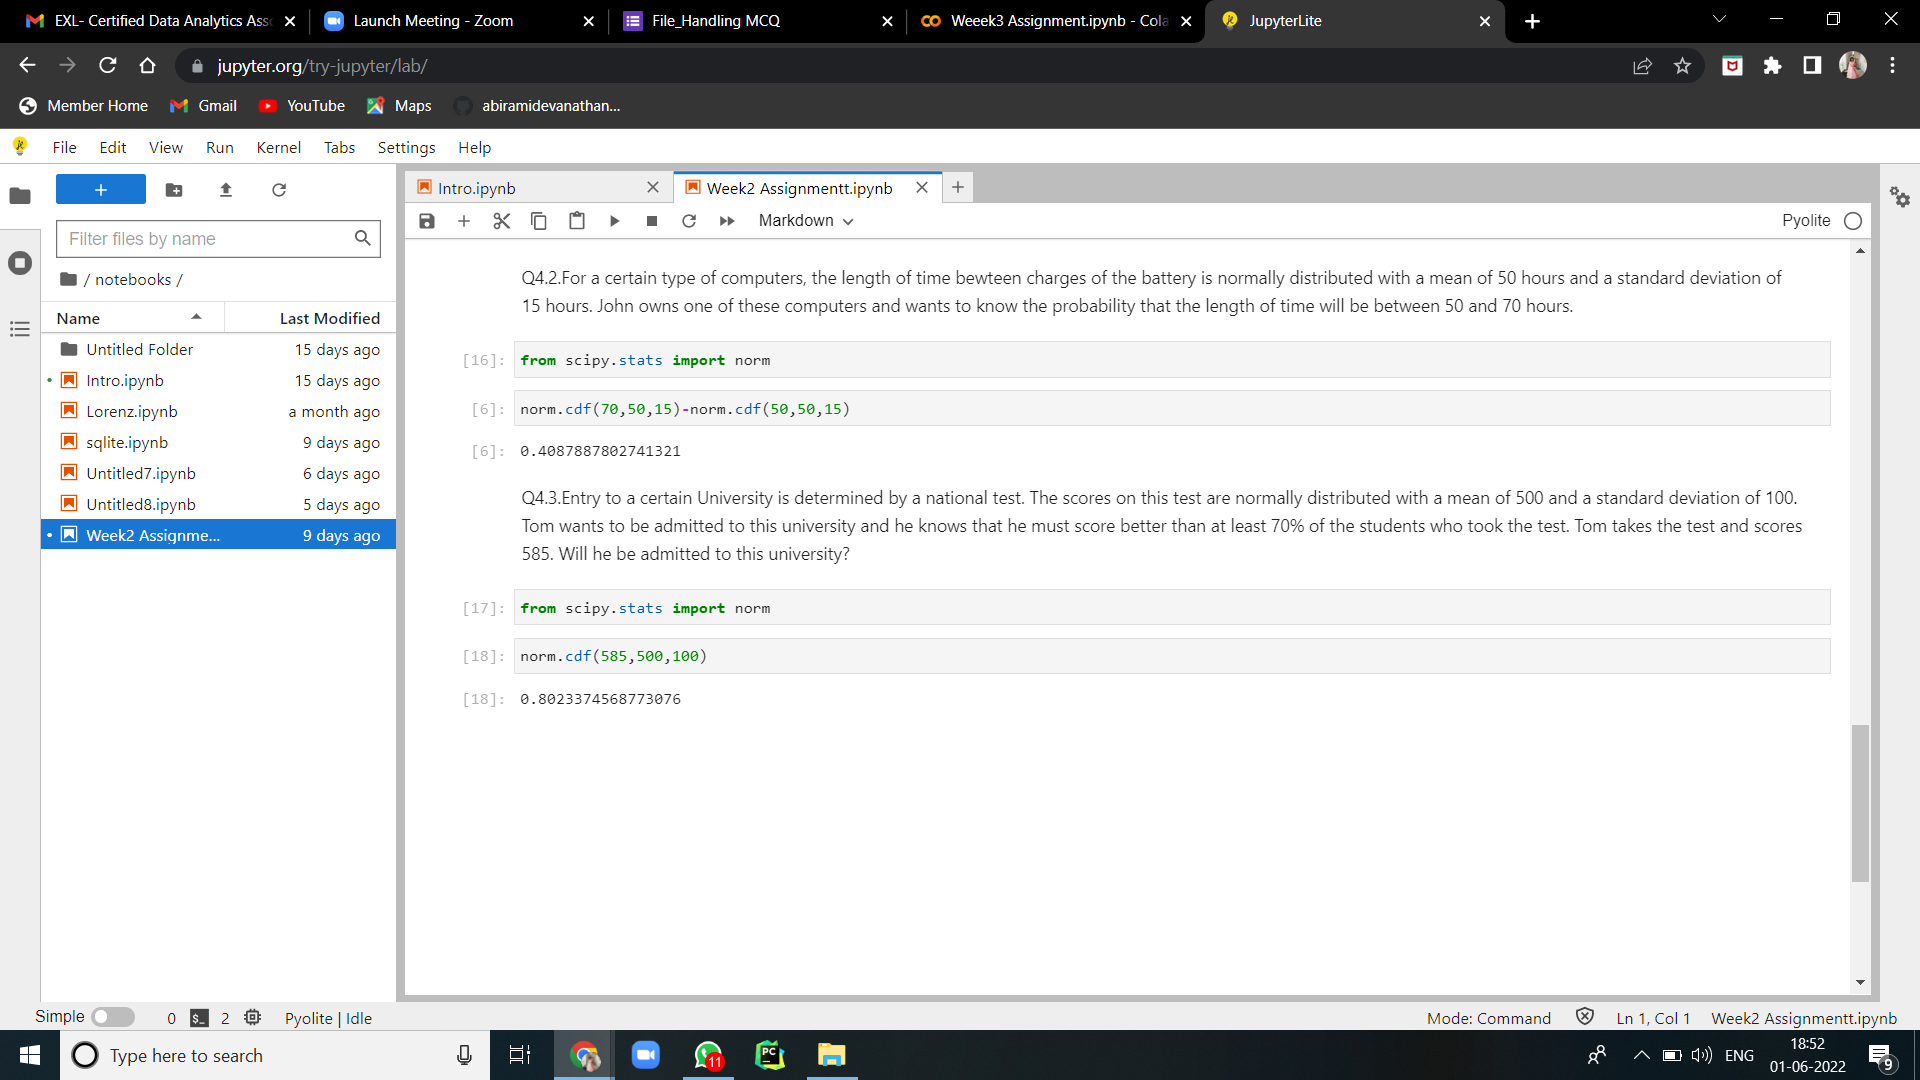 EXL- Certified Data Analytics Ass
Launch Meeting - Zoom
File_Handling MCQ
Weeek3 Assignment.ipynb - Cola
JupyterLite
jupyter.org/try-jupyter/lab/
Member Home
Gmail
YouTube
Maps
abiramidevanathan...
File Edit View Run Kernel Tabs Settings Help
Filter files by name
/ notebooks /
Name Last Modified
Untitled Folder 15 days ago
Intro.ipynb 15 days ago
Lorenz.ipynb a month ago
sqlite.ipynb 9 days ago
Untitled7.ipynb 6 days ago
Untitled8.ipynb 5 days ago
Week2 Assignme... 9 days ago
Intro.ipynb
Week2 Assignmentt.ipynb
Markdown
Pyolite
Q4.2.For a certain type of computers, the length of time bewteen charges of the battery is normally distributed with a mean of 50 hours and a standard deviation of
15 hours. John owns one of these computers and wants to know the probability that the length of time will be between 50 and 70 hours.
[16]: from scipy.stats import norm
[6]: norm.cdf(70,50,15)-norm.cdf(50,50,15)
[6]: 0.4087887802741321
Q4.3.Entry to a certain University is determined by a national test. The scores on this test are normally distributed with a mean of 500 and a standard deviation of 100.
Tom wants to be admitted to this university and he knows that he must score better than at least 70% of the students who took the test. Tom takes the test and scores
585. Will he be admitted to this university?
[17]: from scipy.stats import norm
[18]: norm.cdf(585,500,100)
[18]: 0.8023374568773076
Simple 0 $_ 2 Pyolite | Idle
Mode: Command Ln 1, Col 1 Week2 Assignmentt.ipynb
Type here to search
PC
11
ENG
18:52
01-06-2022
9